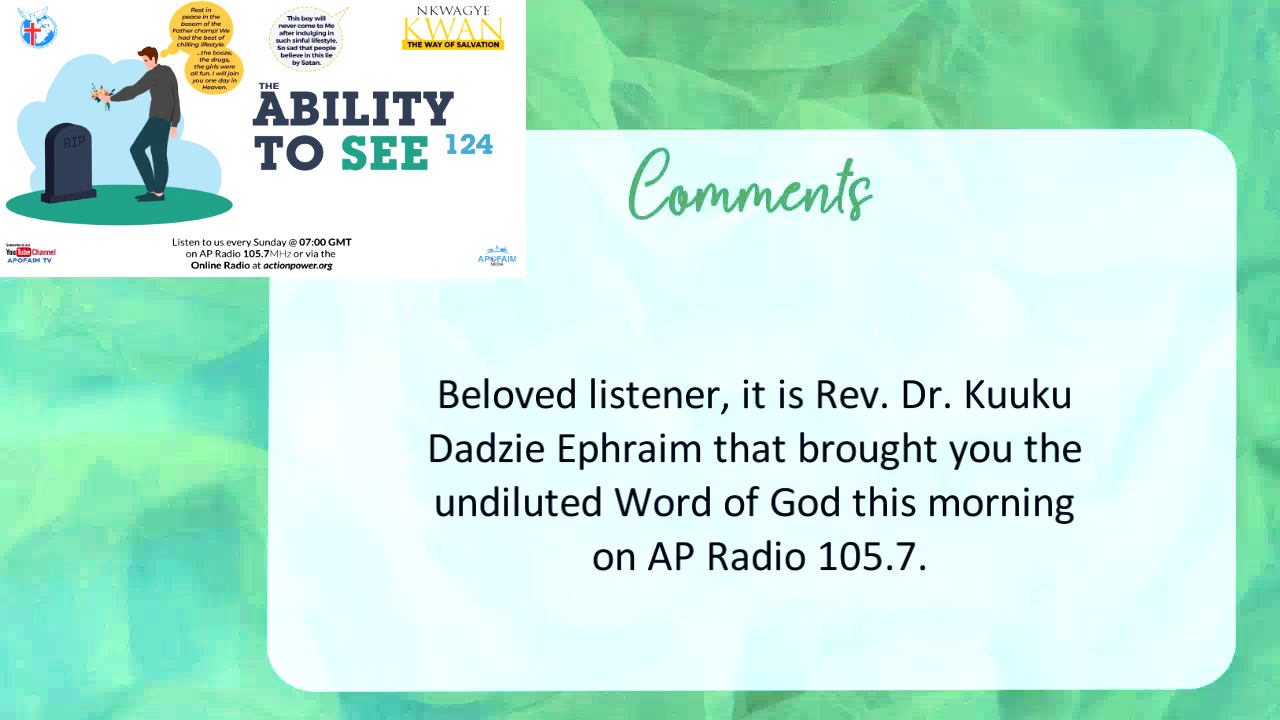 Rest in
peace in the
bosom of the
Father champ! We
had the best of
chilling lifestyle.
...the booze,
the drugs,
the girls were
all fun. I will join
you one day in
Heaven.
This boy will
never come to Me
after indulging in
such sinful lifestyle.
So sad that people
believe in this lie
by Satan.
NKWAGYE
KWAN
THE WAY OF SALVATION
RIP
THE
ABILITY
TO SEE 124
Listen to us every Sunday @ 07:00 GMT
on AP Radio 105.7MHz or via the
Online Radio at actionpower.org
Subscribe to our
YouTube Channel
APOFAIM TV
APOFAIM
MEDIA
Comments
Beloved listener, it is Rev. Dr. Kuuku
Dadzie Ephraim that brought you the
undiluted Word of God this morning
on AP Radio 105.7.